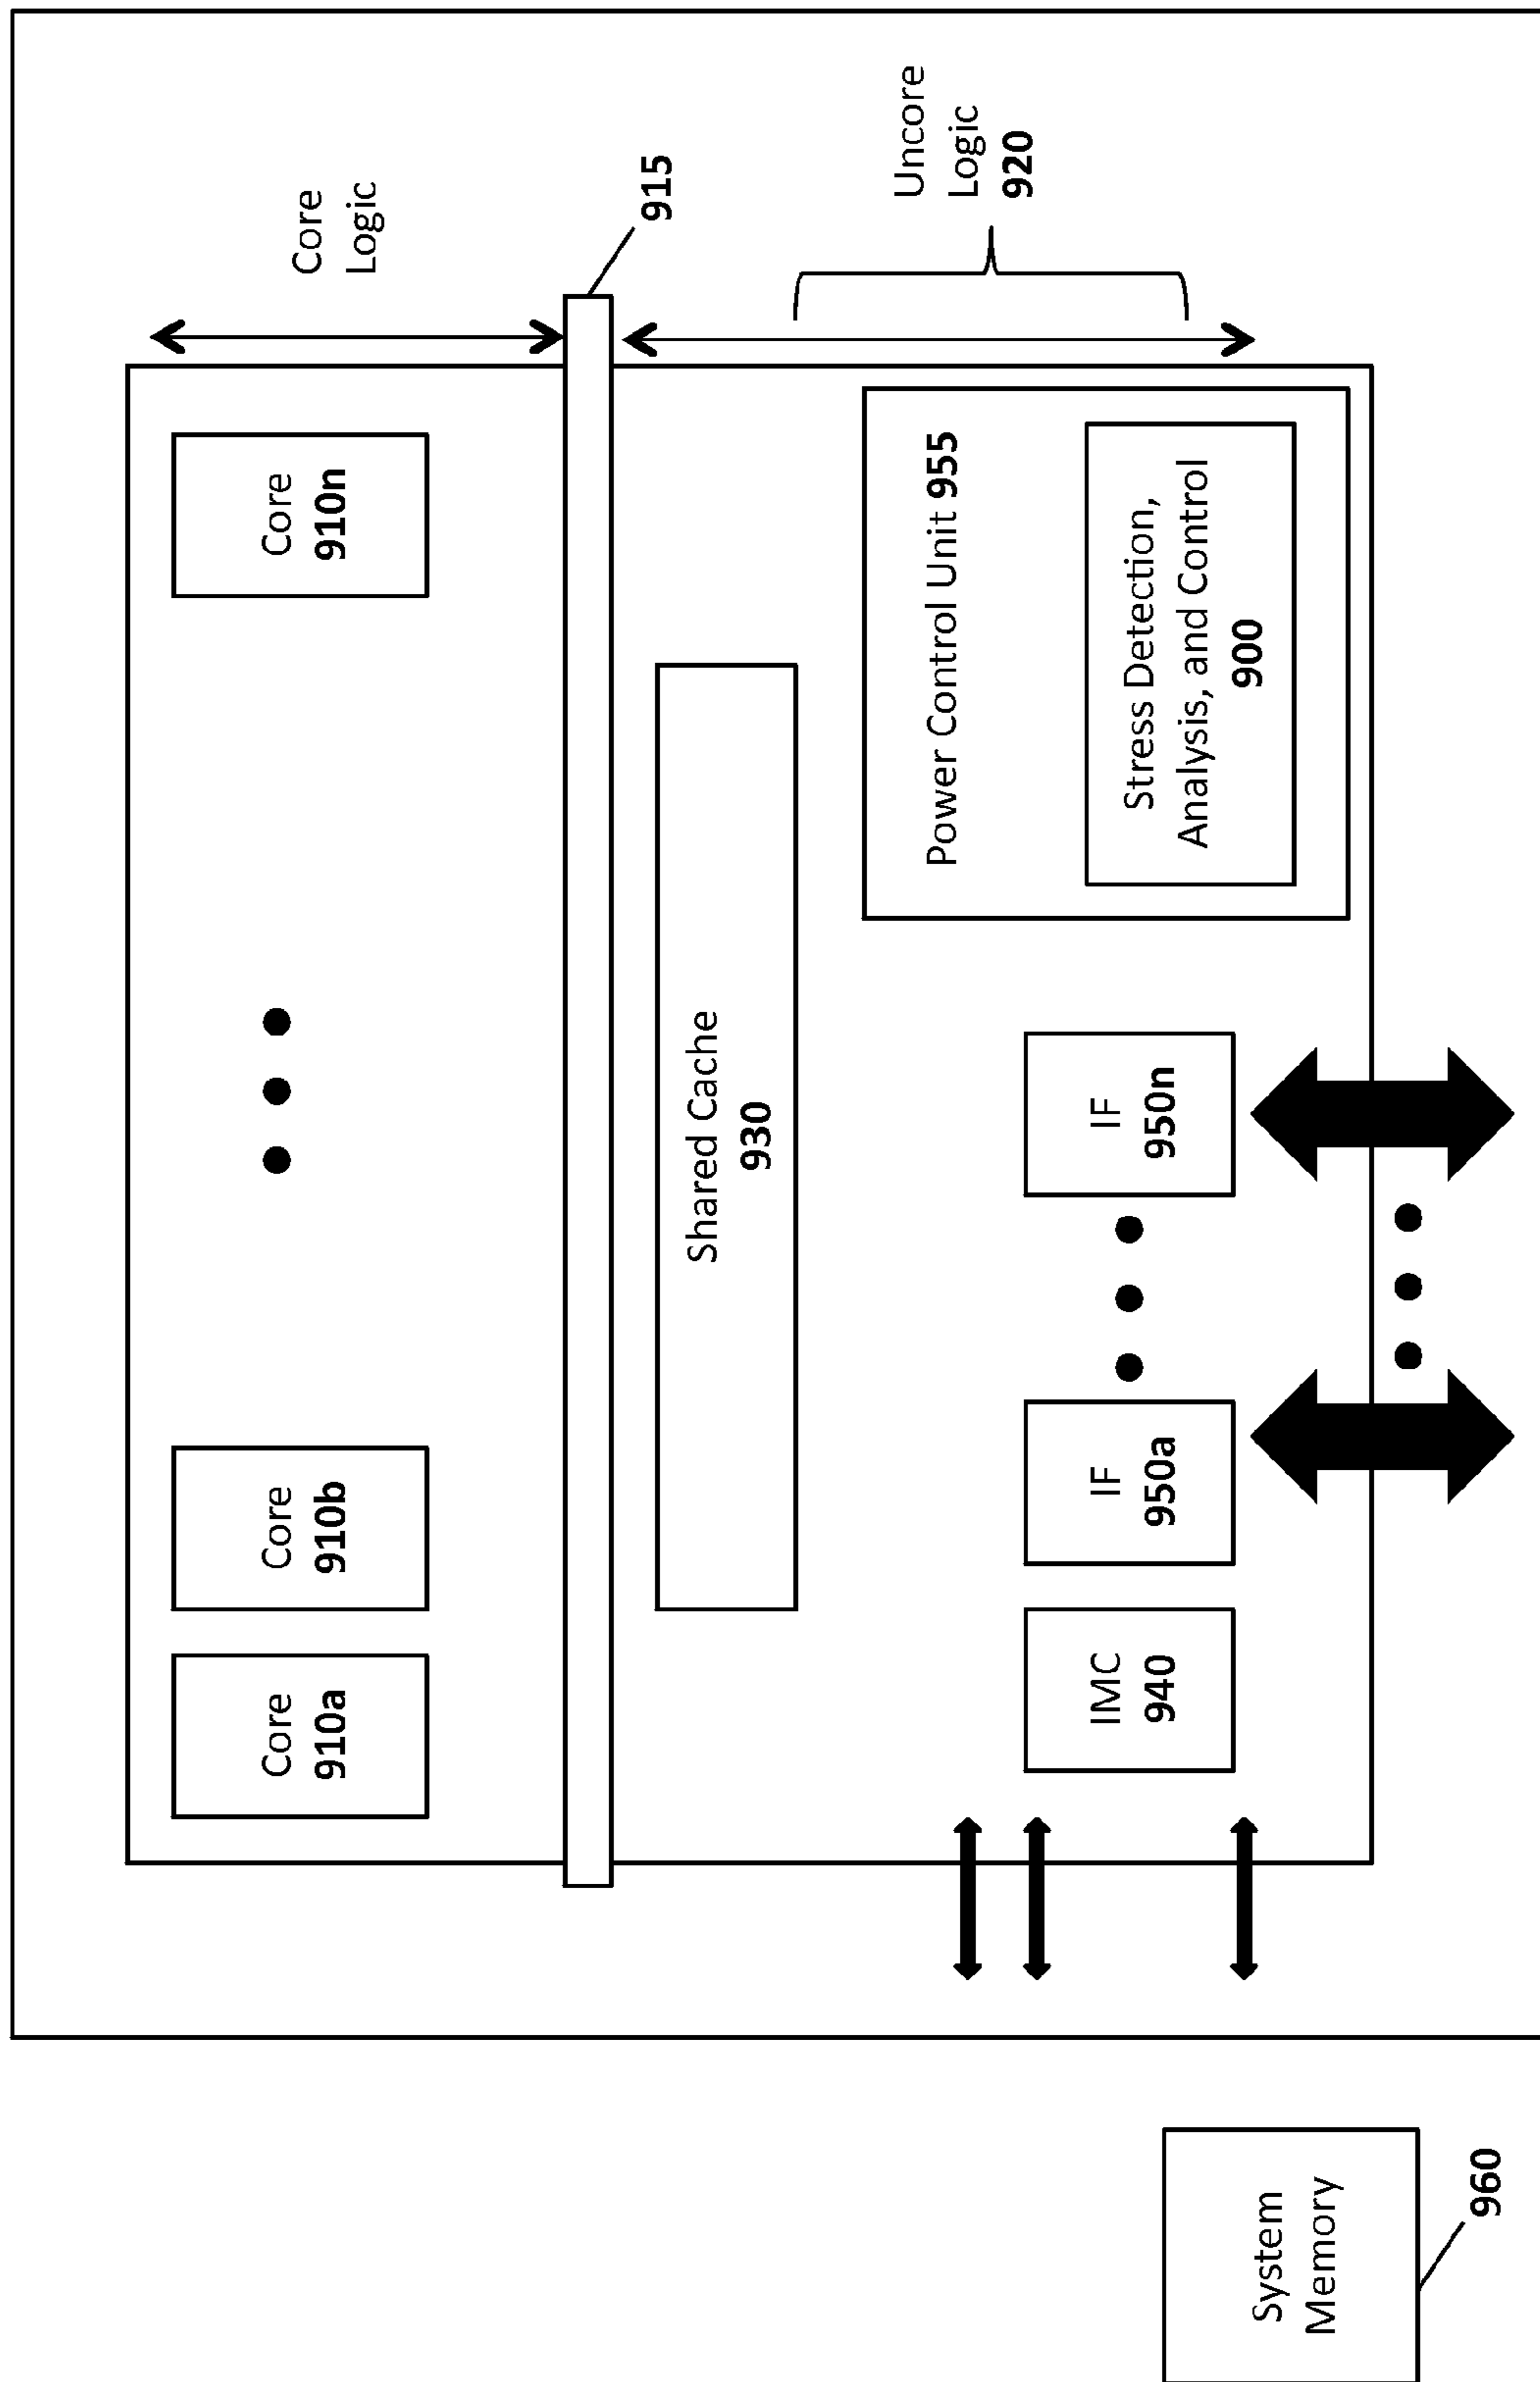 Core
Logic
Core
910a
Core
910b
Core
910n
915
Shared Cache
930
Uncore
Logic
920
Power Control Unit 955
IMC
940
IF
950a
IF
950n
Stress Detection,
Analysis, and Control
900
System
Memory
960